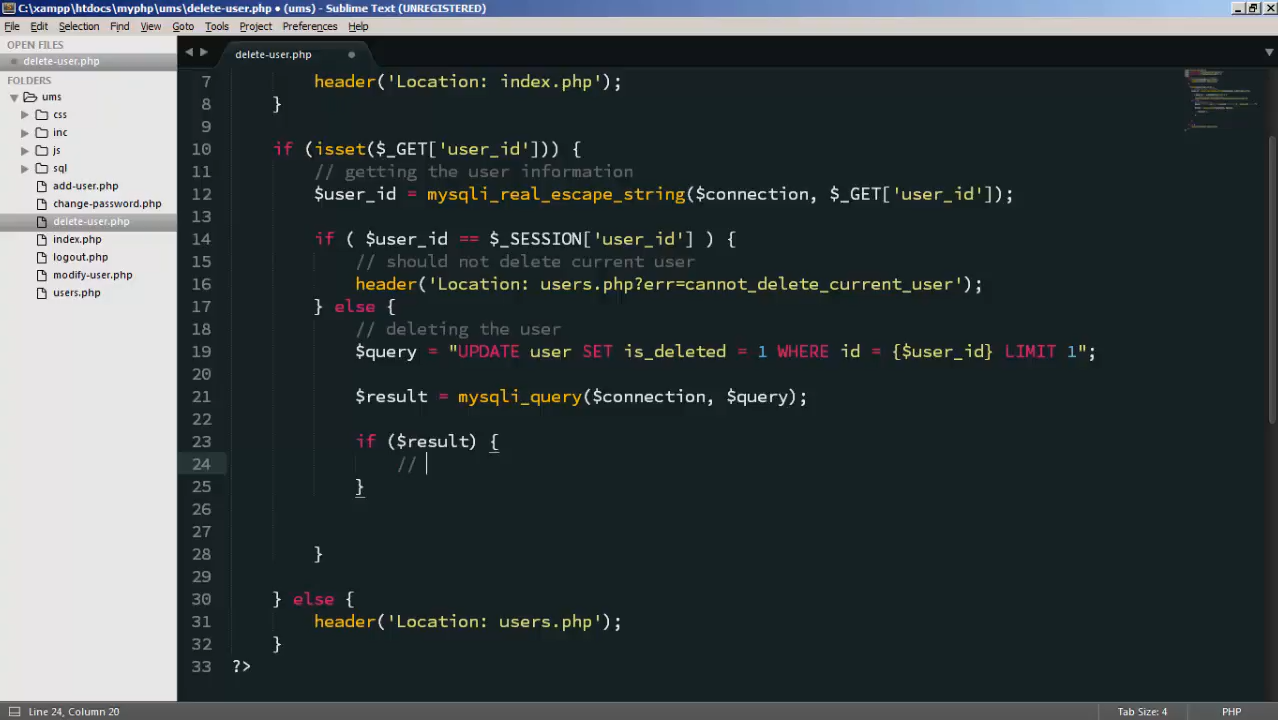 C:\xampp\htdocs\myphp\ums\delete-user.php • (ums) - Sublime Text (UNREGISTERED)
File Edit Selection Find View Goto Tools Project Preferences Help
OPEN FILES
delete-user.php
FOLDERS
ums
css
inc
js
sql
add-user.php
change-password.php
delete-user.php
index.php
logout.php
modify-user.php
users.php
delete-user.php
7 header('Location: index.php');
8 }
9
10 if (isset($_GET['user_id'])) {
11 // getting the user information
12 $user_id = mysqli_real_escape_string($connection, $_GET['user_id']);
13
14 if ( $user_id == $_SESSION['user_id'] ) {
15 // should not delete current user
16 header('Location: users.php?err=cannot_delete_current_user');
17 } else {
18 // deleting the user
19 $query = "UPDATE user SET is_deleted = 1 WHERE id = {$user_id} LIMIT 1";
20
21 $result = mysqli_query($connection, $query);
22
23 if ($result) {
24 //
25 }
26
27
28 }
29
30 } else {
31 header('Location: users.php');
32 }
33 ?>
Line 24, Column 20
Tab Size: 4
PHP